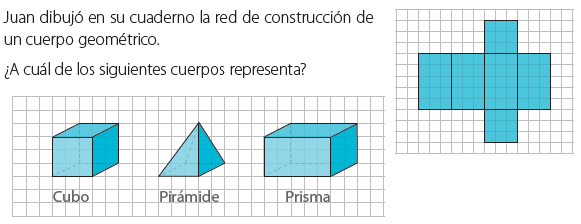 Juan dibujó en su cuaderno la red de construcción de
un cuerpo geométrico.
¿A cuál de los siguientes cuerpos representa?
Cubo Pirámide Prisma